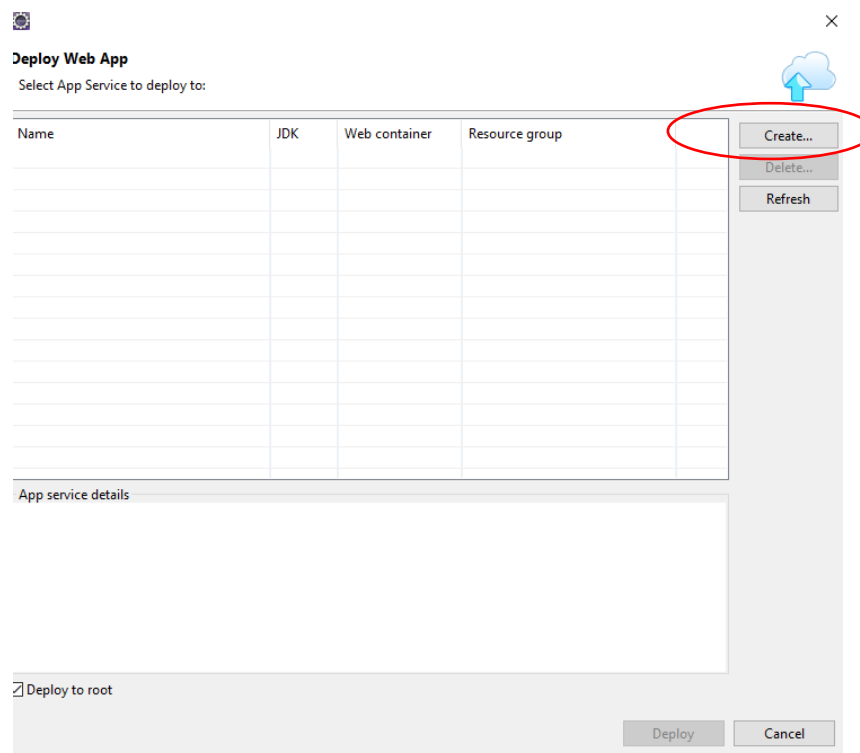 Deploy Web App
Select App Service to deploy to:
Name JDK Web container Resource group
Create...
Delete...
Refresh
App service details
Deploy to root
Deploy Cancel